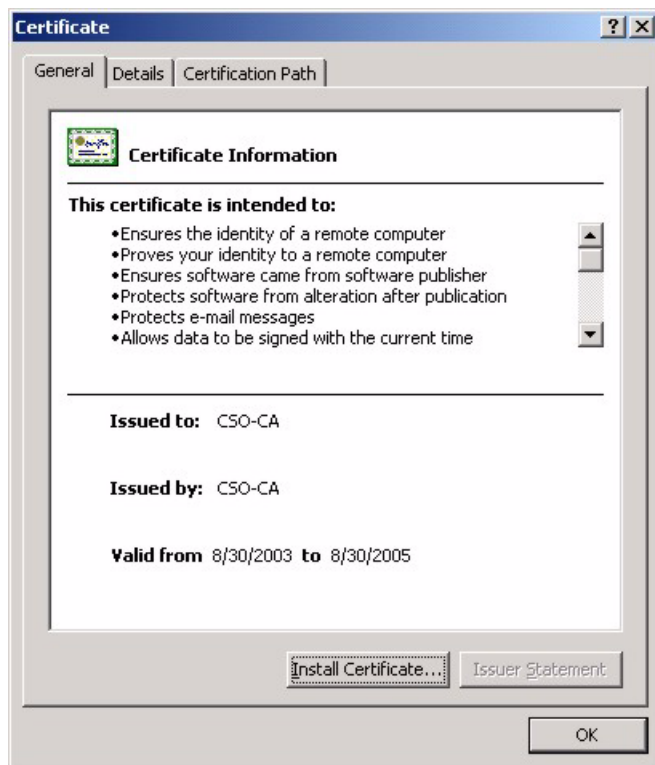 Certificate
General Details Certification Path
Certificate Information
This certificate is intended to:
•Ensures the identity of a remote computer
•Proves your identity to a remote computer
•Ensures software came from software publisher
•Protects software from alteration after publication
•Protects e-mail messages
•Allows data to be signed with the current time
Issued to: CSO-CA
Issued by: CSO-CA
Valid from 8/30/2003 to 8/30/2005
Install Certificate... Issuer Statement
OK